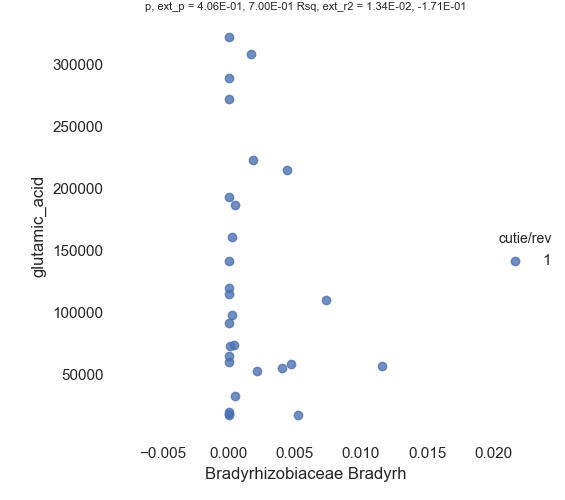 p, ext_p = 4.06E-01, 7.00E-01 Rsq, ext_r2 = 1.34E-02, -1.71E-01
300000
250000
200000
150000
100000
50000
glutamic_acid
cutie/rev
1
−0.005 0.000 0.005 0.010 0.015 0.020
Bradyrhizobiaceae Bradyrh